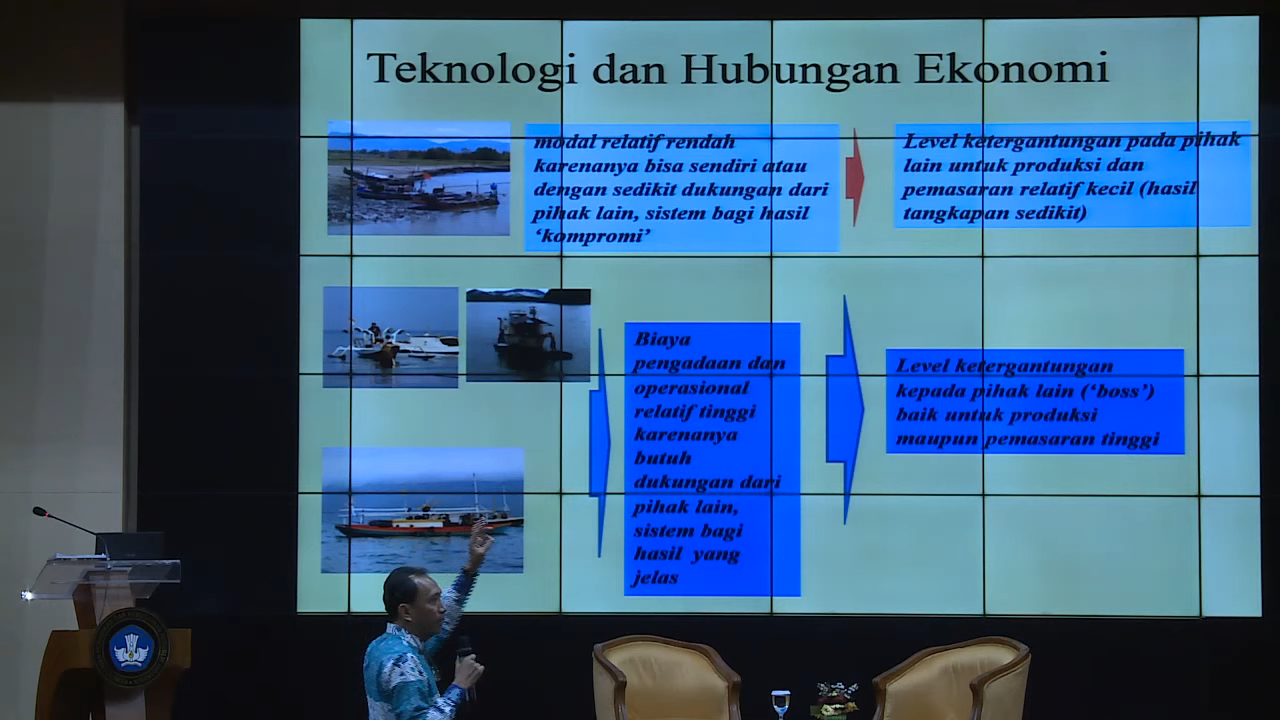 Teknologi dan Hubungan Ekonomi
modal relatif rendah
karenanya bisa sendiri atau
dengan sedikit dukungan dari
pihak lain, sistem bagi hasil
‘kompromi’
Level ketergantungan pada pihak
lain untuk produksi dan
pemasaran relatif kecil (hasil
tangkapan sedikit)
Biaya
pengadaan dan
operasional
relatif tinggi
karenanya
butuh
dukungan dari
pihak lain,
sistem bagi
hasil yang
jelas
Level ketergantungan
kepada pihak lain (‘boss’)
baik untuk produksi
maupun pemasaran tinggi